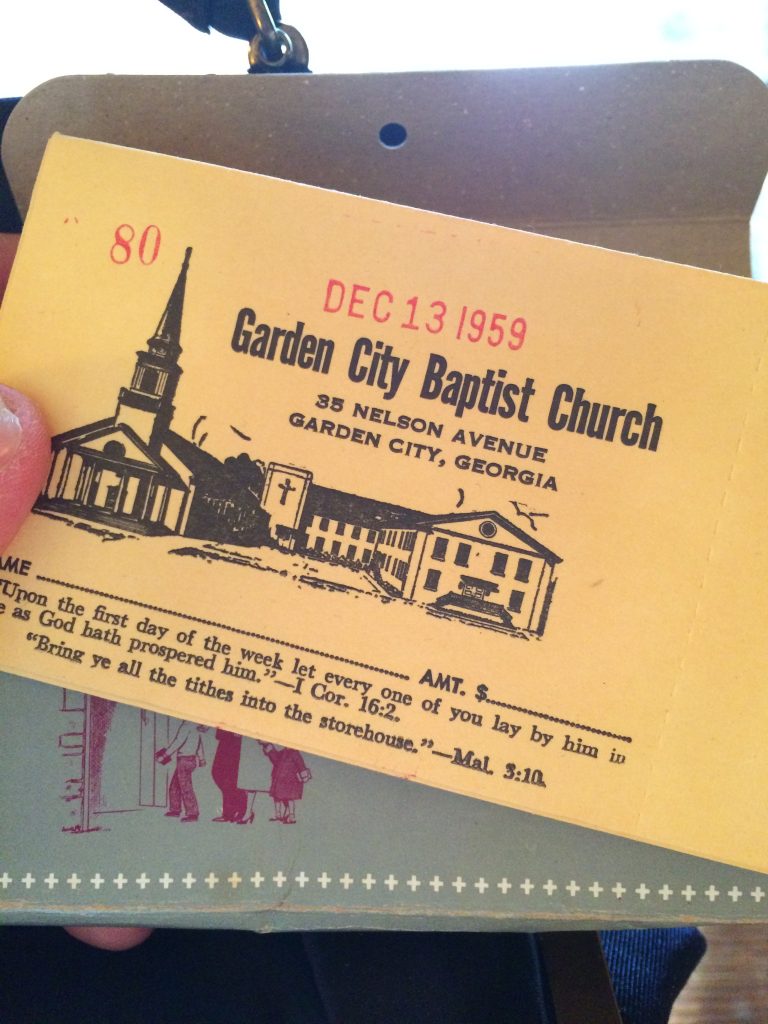 80
DEC 13 1959
Garden City Baptist Church
35 NELSON AVENUE
GARDEN CITY, GEORGIA
AMT. $
"Upon the first day of the week let every one of you lay by him in
as God hath prospered him."—I Cor. 16:2.
"Bring ye all the tithes into the storehouse."—Mal. 3:10.